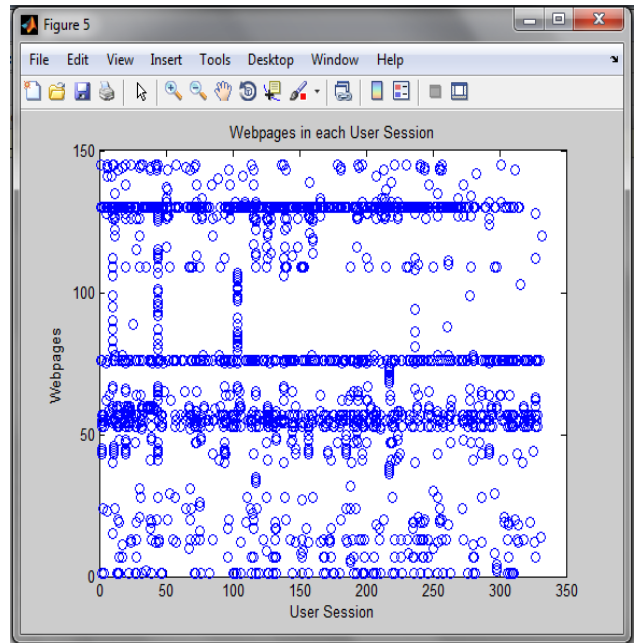 Figure 5
File Edit View Insert Tools Desktop Window Help
Webpages in each User Session
150
100
50
0
Webpages
0 50 100 150 200 250 300 350
User Session